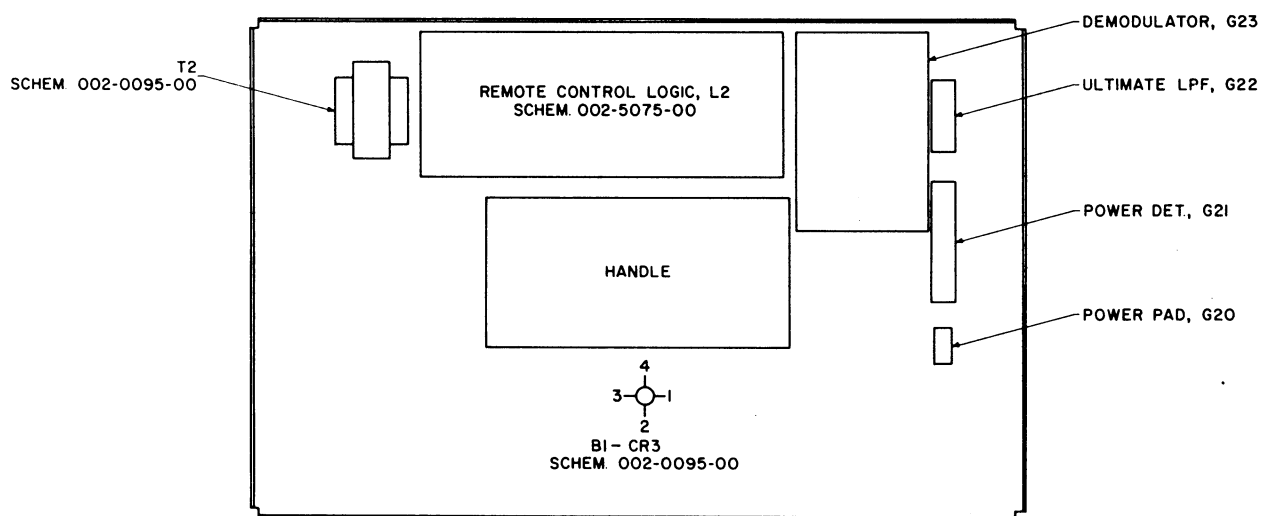 DEMODULATOR, G23
T2
SCHEM. 002-0095-00
REMOTE CONTROL LOGIC, L2
SCHEM. 002-5075-00
ULTIMATE LPF, G22
POWER DET., G21
HANDLE
POWER PAD, G20
4
3 1
2
B1-CR3
SCHEM. 002-0095-00